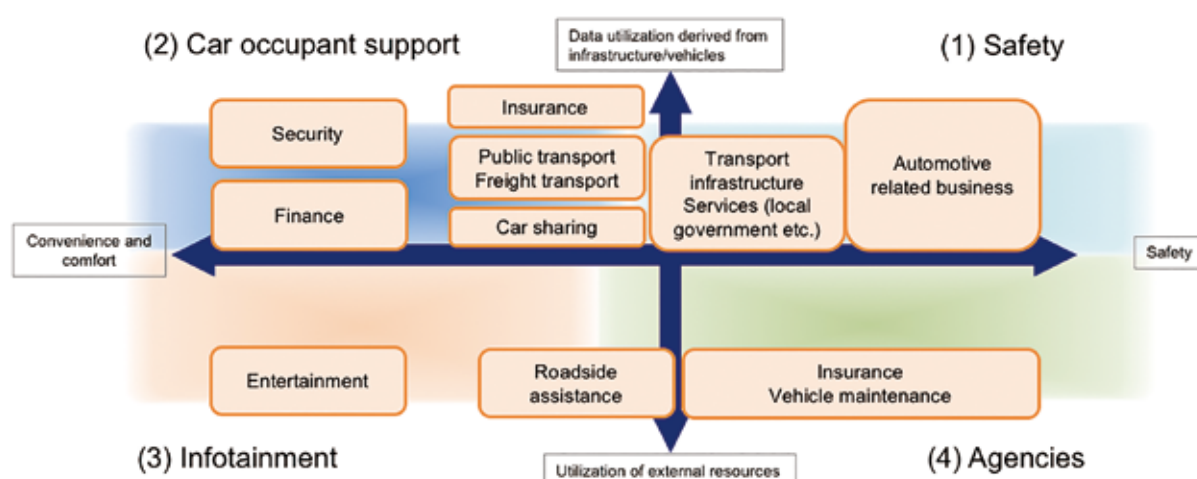 (2) Car occupant support
Data utilization derived from
infrastructure/vehicles
(1) Safety
Security
Finance
Insurance
Public transport
Freight transport
Car sharing
Transport
infrastructure
Services (local
government etc.)
Automotive
related business
Convenience and
comfort
Safety
Entertainment
Roadside
assistance
Insurance
Vehicle maintenance
(3) Infotainment
Utilization of external resources
(4) Agencies